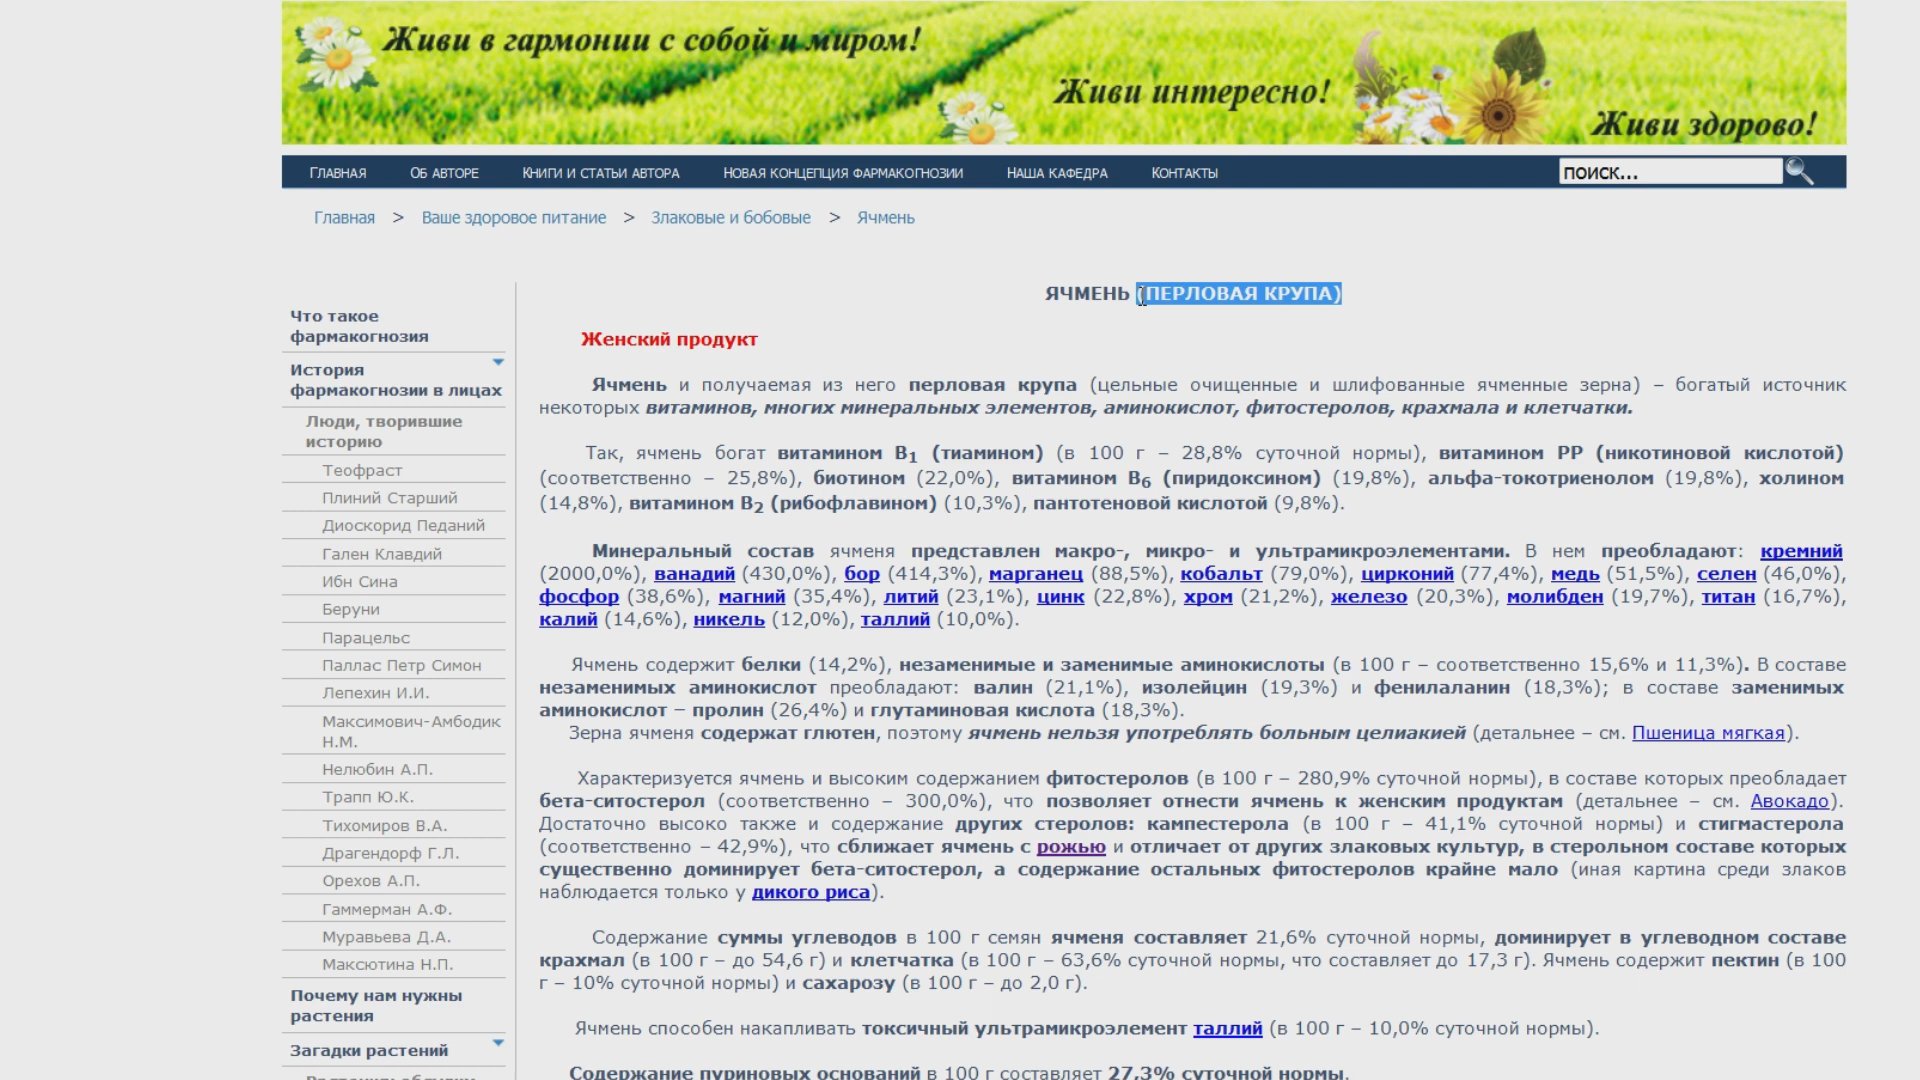 Живи в гармонии с собой и миром!
Живи интересно!
Живи здорово!
ГЛАВНАЯ ОБ АВТОРЕ КНИГИ И СТАТЬИ АВТОРА НОВАЯ КОНЦЕПЦИЯ ФАРМАКОГНОЗИИ НАША КАФЕДРА КОНТАКТЫ поиск...
Главная > Ваше здоровое питание > Злаковые и бобовые > Ячмень
Что такое
фармакогнозия
История
фармакогнозии в лицах
Люди, творившие
историю
Теофраст
Плиний Старший
Диоскорид Педаний
Гален Клавдий
Ибн Сина
Беруни
Парацельс
Паллас Петр Симон
Лепехин И.И.
Максимович-Амбодик
Н.М.
Нелюбин А.П.
Трапп Ю.К.
Тихомиров В.А.
Драгендорф Г.Л.
Орехов А.П.
Гаммерман А.Ф.
Муравьева Д.А.
Максютина Н.П.
Почему нам нужны
растения
Загадки растений
ЯЧМЕНЬ (ПЕРЛОВАЯ КРУПА)
Женский продукт
Ячмень и получаемая из него перловая крупа (цельные очищенные и шлифованные ячменные зерна) – богатый источник
некоторых витаминов, многих минеральных элементов, аминокислот, фитостеролов, крахмала и клетчатки.
Так, ячмень богат витамином В1 (тиамином) (в 100 г – 28,8% суточной нормы), витамином РР (никотиновой кислотой)
(соответственно – 25,8%), биотином (22,0%), витамином В6 (пиридоксином) (19,8%), альфа-токотриенолом (19,8%), холином
(14,8%), витамином В2 (рибофлавином) (10,3%), пантотеновой кислотой (9,8%).
Минеральный состав ячменя представлен макро-, микро- и ультрамикроэлементами. В нем преобладают: кремний
(2000,0%), ванадий (430,0%), бор (414,3%), марганец (88,5%), кобальт (79,0%), цирконий (77,4%), медь (51,5%), селен (46,0%),
фосфор (38,6%), магний (35,4%), литий (23,1%), цинк (22,8%), хром (21,2%), железо (20,3%), молибден (19,7%), титан (16,7%),
калий (14,6%), никель (12,0%), таллий (10,0%).
Ячмень содержит белки (14,2%), незаменимые и заменимые аминокислоты (в 100 г – соответственно 15,6% и 11,3%). В составе
незаменимых аминокислот преобладают: валин (21,1%), изолейцин (19,3%) и фенилаланин (18,3%); в составе заменимых
аминокислот – пролин (26,4%) и глутаминовая кислота (18,3%).
Зерна ячменя содержат глютен, поэтому ячмень нельзя употреблять больным целиакией (детальнее – см. Пшеница мягкая).
Характеризуется ячмень и высоким содержанием фитостеролов (в 100 г – 280,9% суточной нормы), в составе которых преобладает
бета-ситостерол (соответственно – 300,0%), что позволяет отнести ячмень к женским продуктам (детальнее – см. Авокадо).
Достаточно высоко также и содержание других стеролов: кампестерола (в 100 г – 41,1% суточной нормы) и стигмастерола
(соответственно – 42,9%), что сближает ячмень с рожью и отличает от других злаковых культур, в стерольном составе которых
существенно доминирует бета-ситостерол, а содержание остальных фитостеролов крайне мало (иная картина среди злаков
наблюдается только у дикого риса).
Содержание суммы углеводов в 100 г семян ячменя составляет 21,6% суточной нормы, доминирует в углеводном составе
крахмал (в 100 г – до 54,6 г) и клетчатка (в 100 г – 63,6% суточной нормы, что составляет до 17,3 г). Ячмень содержит пектин (в 100
г – 10% суточной нормы) и сахарозу (в 100 г – до 2,0 г).
Ячмень способен накапливать токсичный ультрамикроэлемент таллий (в 100 г – 10,0% суточной нормы).
Содержание пуриновых оснований в 100 г составляет 27,3% суточной нормы.